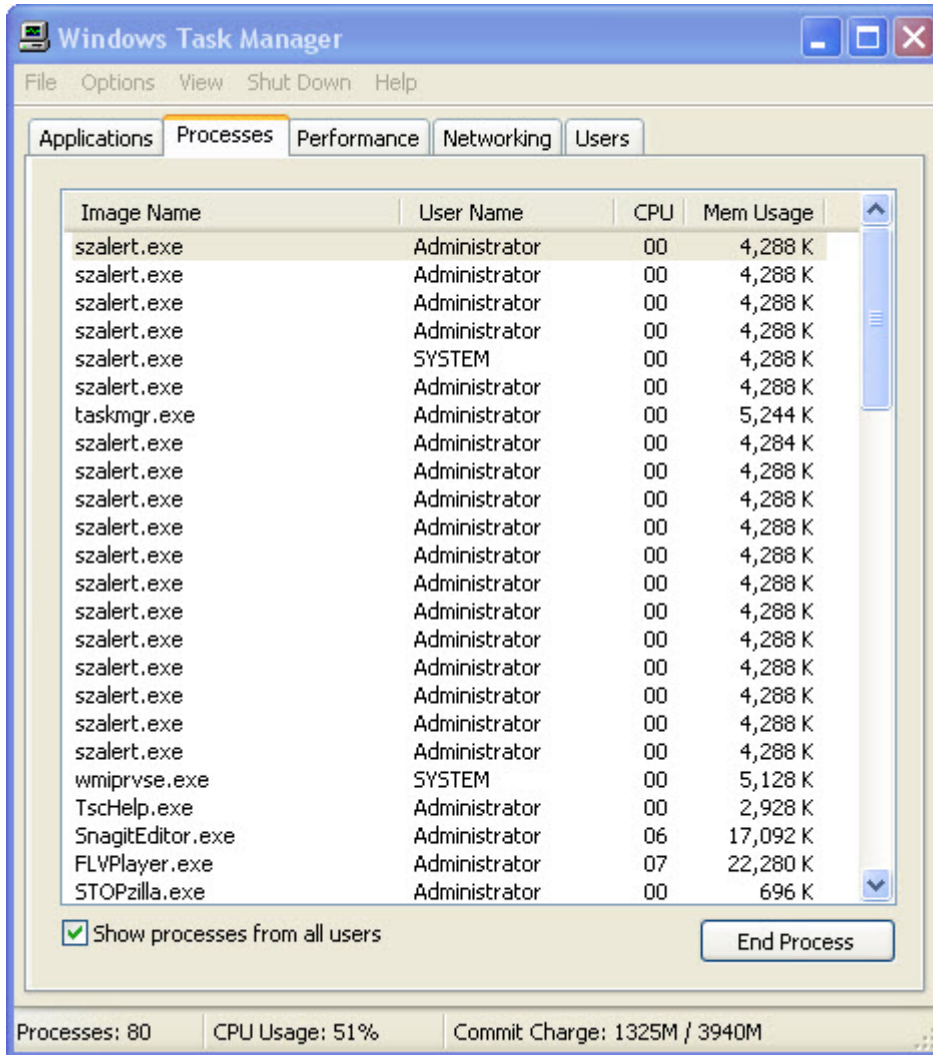 Windows Task Manager
File Options View Shut Down Help
Applications Processes Performance Networking Users
Image Name User Name CPU Mem Usage
szalert.exe Administrator 00 4,288 K
szalert.exe Administrator 00 4,288 K
szalert.exe Administrator 00 4,288 K
szalert.exe Administrator 00 4,288 K
szalert.exe SYSTEM 00 4,288 K
szalert.exe Administrator 00 4,288 K
taskmgr.exe Administrator 00 5,244 K
szalert.exe Administrator 00 4,284 K
szalert.exe Administrator 00 4,288 K
szalert.exe Administrator 00 4,288 K
szalert.exe Administrator 00 4,288 K
szalert.exe Administrator 00 4,288 K
szalert.exe Administrator 00 4,288 K
szalert.exe Administrator 00 4,288 K
szalert.exe Administrator 00 4,288 K
szalert.exe Administrator 00 4,288 K
szalert.exe Administrator 00 4,288 K
szalert.exe Administrator 00 4,288 K
szalert.exe Administrator 00 4,288 K
wmiprvse.exe SYSTEM 00 5,128 K
TscHelp.exe Administrator 00 2,928 K
SnagitEditor.exe Administrator 06 17,092 K
FLVPlayer.exe Administrator 07 22,280 K
STOPzilla.exe Administrator 00 696 K
Show processes from all users
End Process
Processes: 80 CPU Usage: 51% Commit Charge: 1325M / 3940M